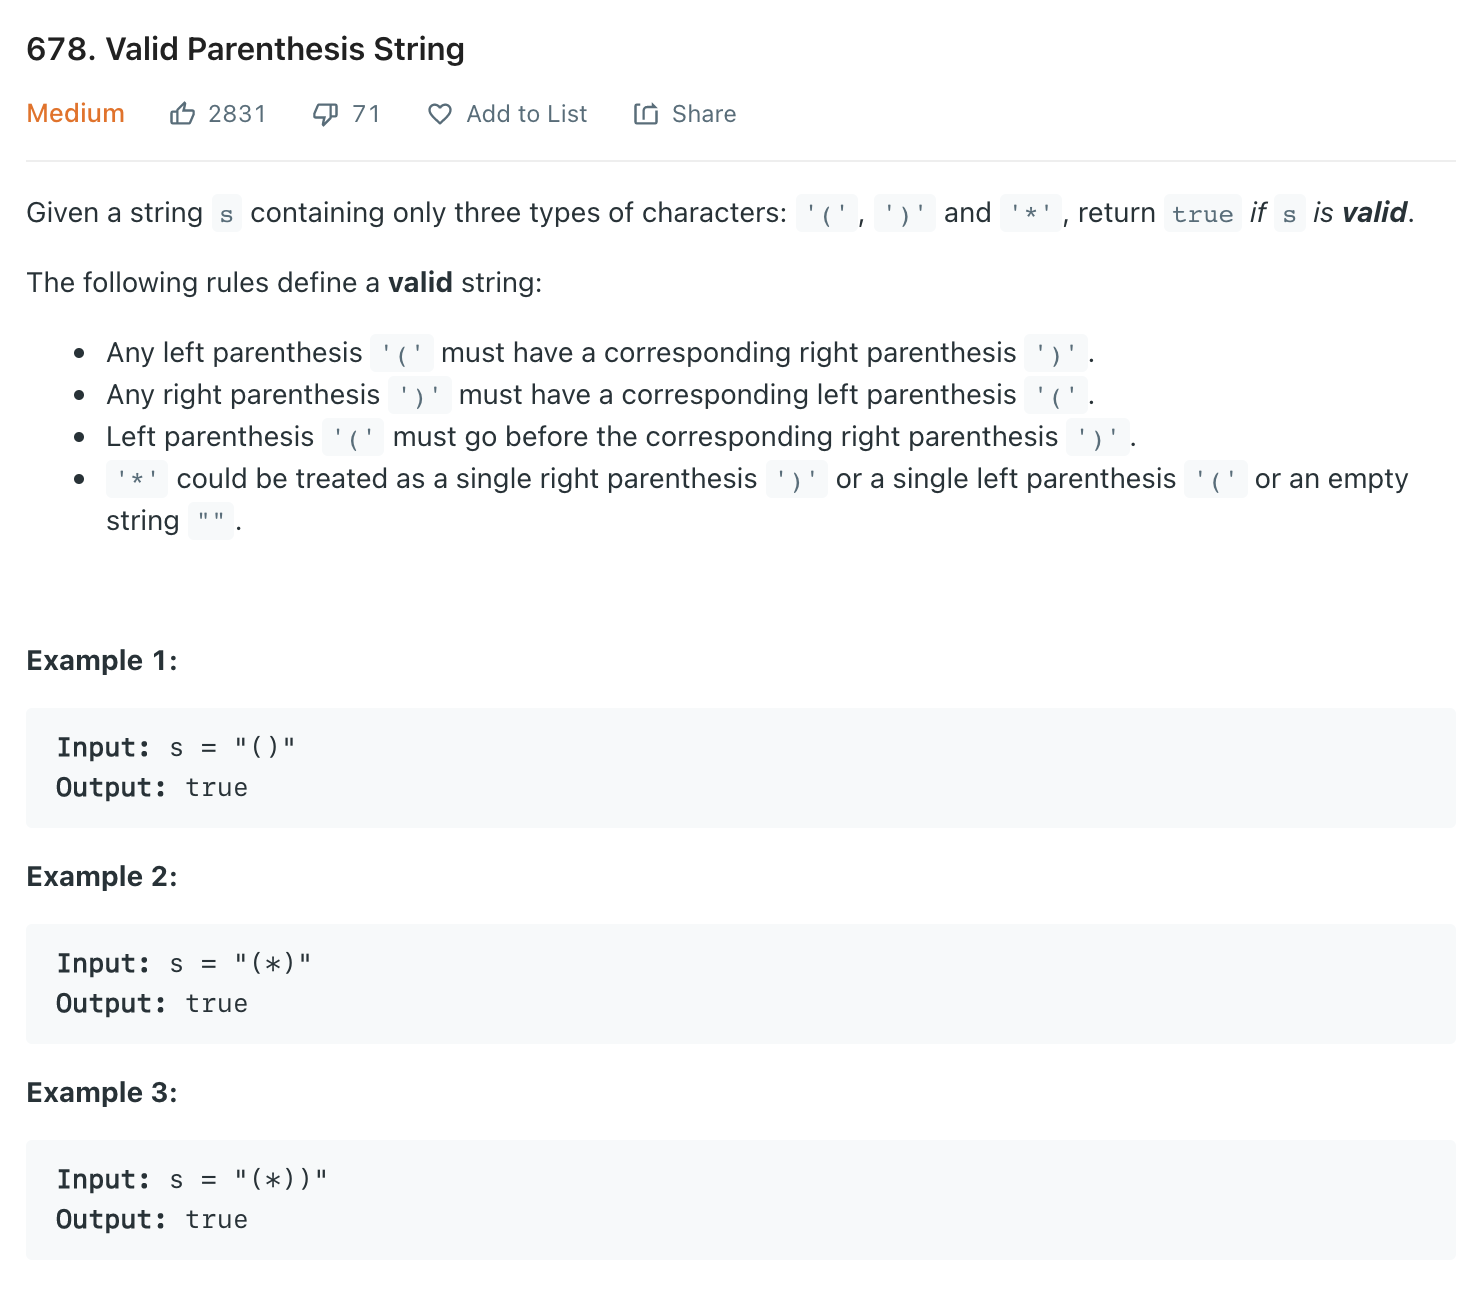 678. Valid Parenthesis String
Medium 2831 71 Add to List Share
Given a string s containing only three types of characters: '(', ')' and '*', return true if s is valid.
The following rules define a valid string:
• Any left parenthesis '(' must have a corresponding right parenthesis ')'.
• Any right parenthesis ')' must have a corresponding left parenthesis '('.
• Left parenthesis '(' must go before the corresponding right parenthesis ')'.
• '*' could be treated as a single right parenthesis ')' or a single left parenthesis '(' or an empty
string "".
Example 1:
Input: s = "()"
Output: true
Example 2:
Input: s = "(*)"
Output: true
Example 3:
Input: s = "(*))"
Output: true